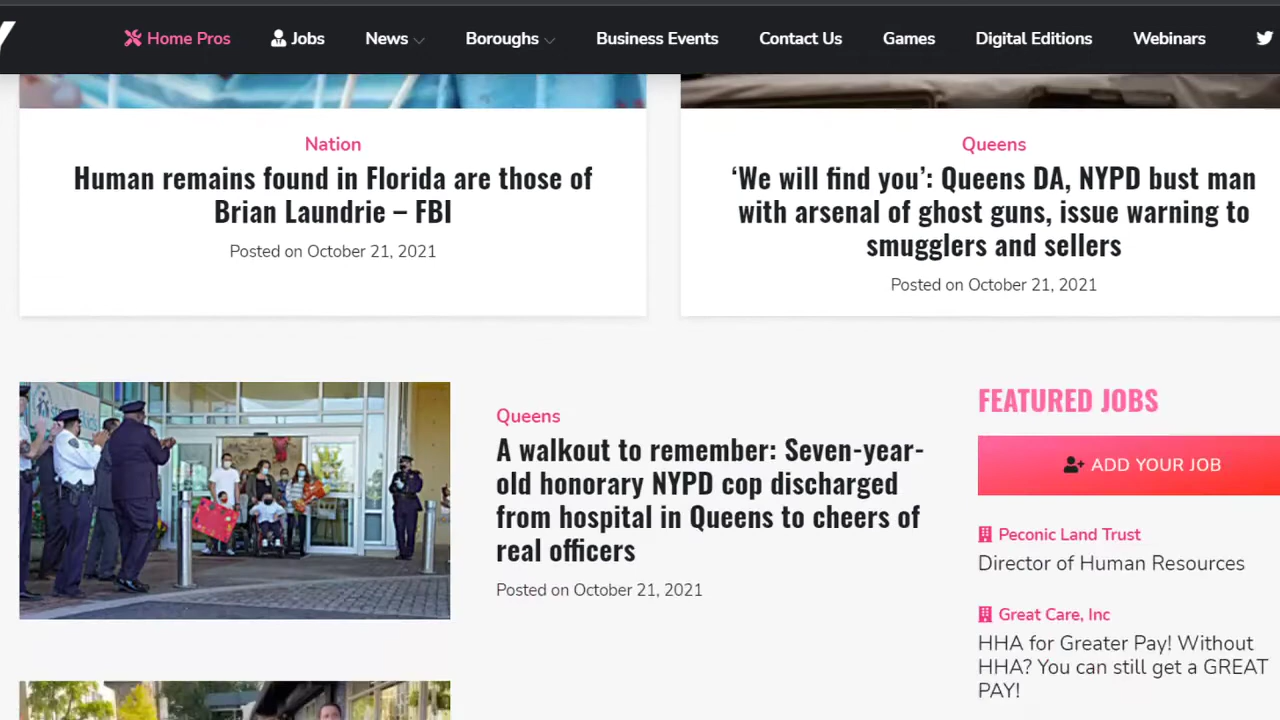 Y
Home Pros
Jobs
News
Boroughs
Business Events
Contact Us
Games
Digital Editions
Webinars
Nation
Human remains found in Florida are those of
Brian Laundrie – FBI
Posted on October 21, 2021
Queens
‘We will find you’: Queens DA, NYPD bust man
with arsenal of ghost guns, issue warning to
smugglers and sellers
Posted on October 21, 2021
Queens
A walkout to remember: Seven-year-
old honorary NYPD cop discharged
from hospital in Queens to cheers of
real officers
Posted on October 21, 2021
FEATURED JOBS
ADD YOUR JOB
Peconic Land Trust
Director of Human Resources
Great Care, Inc
HHA for Greater Pay! Without
HHA? You can still get a GREAT
PAY!